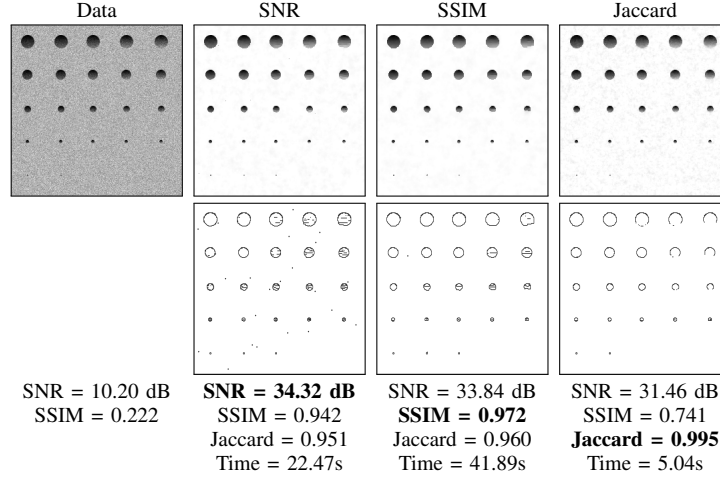 Data SNR SSIM Jaccard
SNR = 10.20 dB SNR = 34.32 dB SNR = 33.84 dB SNR = 31.46 dB
SSIM = 0.222 SSIM = 0.942 SSIM = 0.972 SSIM = 0.741
Jaccard = 0.951 Jaccard = 0.960 Jaccard = 0.995
Time = 22.47s Time = 41.89s Time = 5.04s